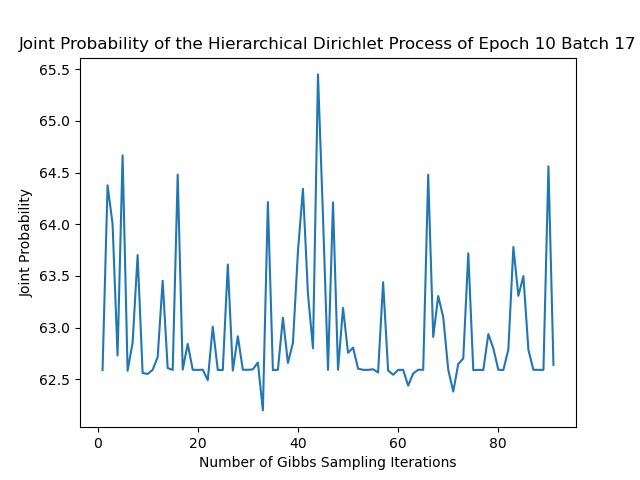 Joint Probability of the Hierarchical Dirichlet Process of Epoch 10 Batch 17
65.5
65.0
64.5
64.0
63.5
63.0
62.5
Joint Probability
0 20 40 60 80
Number of Gibbs Sampling Iterations